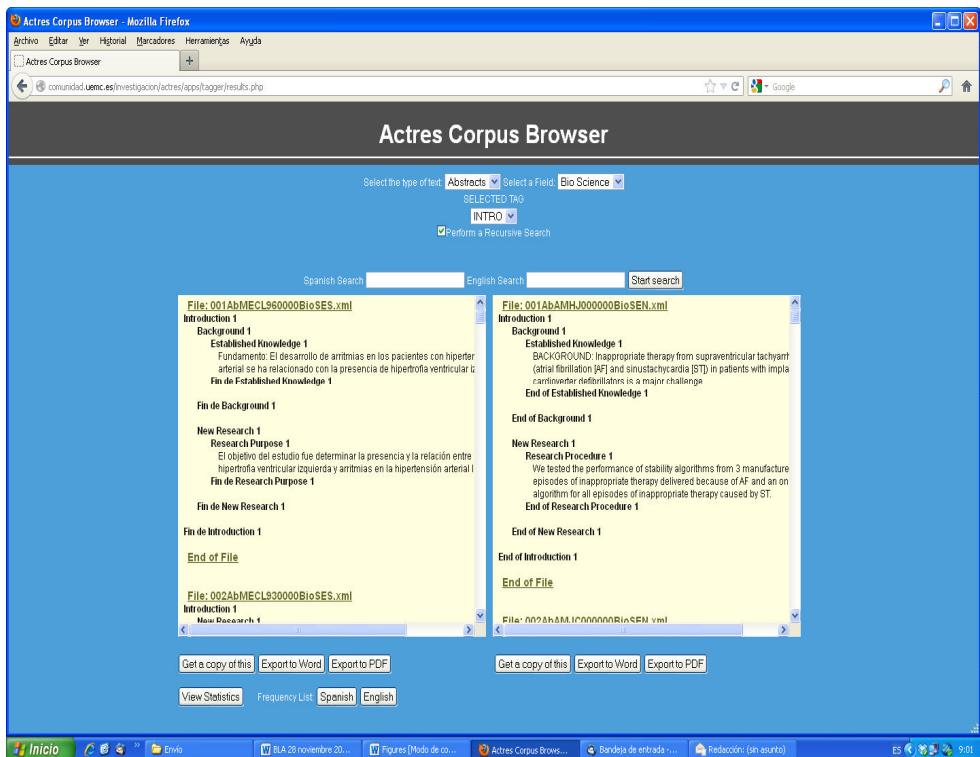 Actres Corpus Browser - Mozilla Firefox
Archivo Editar Ver Historial Marcadores Herramientas Ayuda
Actres Corpus Browser +
comunidad.uemc.es/investigacion/actres/apps/tagger/results.php Google
Actres Corpus Browser
Select the type of text: Abstracts Select a Field: Bio Science
SELECTED TAG
INTRO
Perform a Recursive Search
Spanish Search English Search Start search
File: 001AbMECL960000BioSES.xml
Introduction 1
Background 1
Established Knowledge 1
Fundamento: El desarrollo de arritmias en los pacientes con hiperter
arterial se ha relacionado con la presencia de hipertrofia ventricular iz
Fin de Established Knowledge 1
Fin de Background 1
New Research 1
Research Purpose 1
El objetivo del estudio fue determinar la presencia y la relación entre
hipertrofia ventricular izquierda y arritmias en la hipertensión arterial
Fin de Research Purpose 1
Fin de New Research 1
Fin de Introduction 1
End of File
File: 002AbMECL930000BioSES.xml
Introduction 1
New Research 1
File: 001AbAMHJ000000BioSEN.xml
Introduction 1
Background 1
Established Knowledge 1
BACKGROUND: Inappropriate therapy from supraventricular tachyarrh
(atrial fibrillation [AF] and sinustachycardia [ST]) in patients with impla
cardioverter defibrillators is a major challenge
End of Established Knowledge 1
End of Background 1
New Research 1
Research Procedure 1
We tested the performance of stability algorithms from 3 manufacture
episodes of inappropriate therapy delivered because of AF and an on
algorithm for all episodes of inappropriate therapy caused by ST.
End of Research Procedure 1
End of New Research 1
End of Introduction 1
End of File
File: 002AbAMJC000000BioSEN.xml
Get a copy of this Export to Word Export to PDF
Get a copy of this Export to Word Export to PDF
View Statistics Frequency List: Spanish English
Inicio Envío BLA 28 noviembre 20... Figures [Modo de co... Actres Corpus Brows... Bandeja de entrada -... Redacción: (sin asunto) ES 9:01